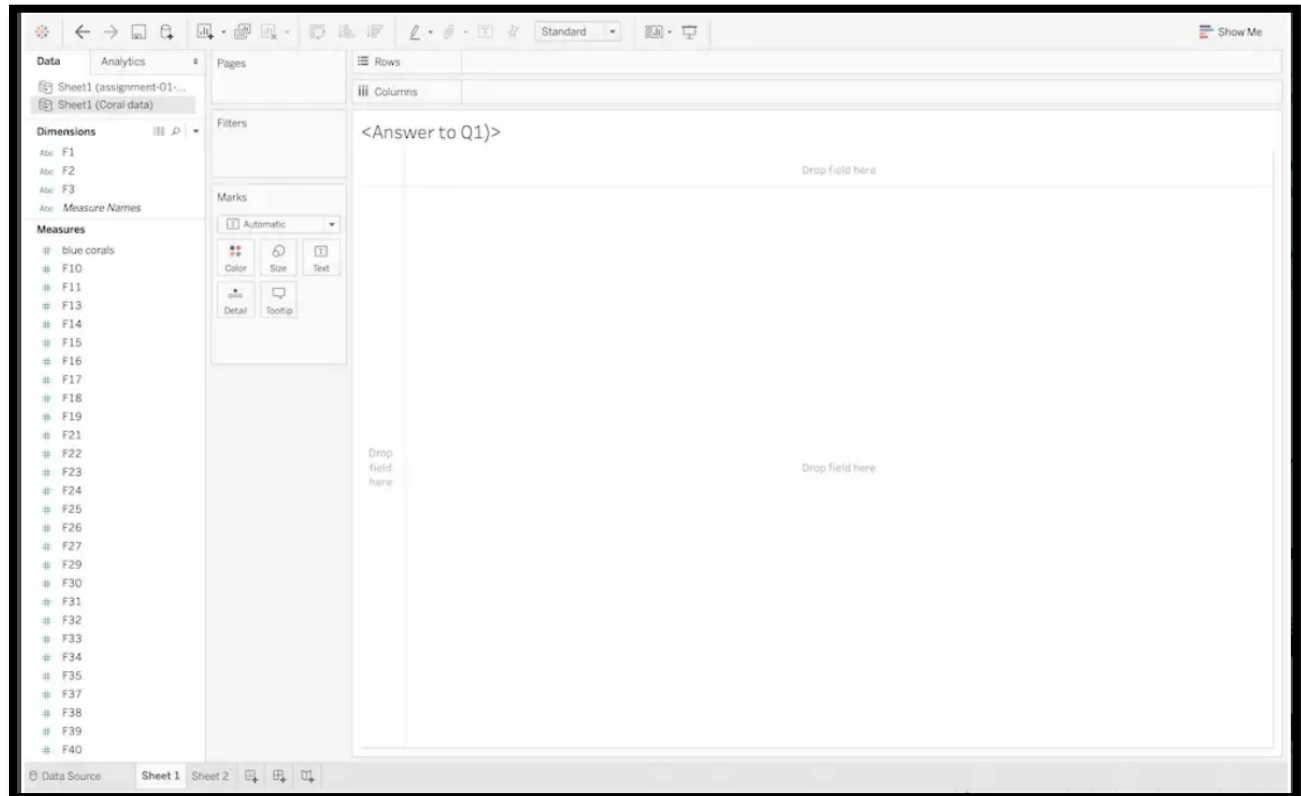 Standard
Show Me
Data
Analytics
Pages
Rows
Sheet1 (assignment-01-...
Sheet1 (Coral data)
Columns
Dimensions
Filters
<Answer to Q1)>
Abc F1
Abc F2
Abc F3
Abc Measure Names
Drop field here
Marks
Automatic
Color
Size
Text
Detail
Tooltip
Measures
# blue corals
# F10
# F11
# F13
# F14
# F15
# F16
# F17
# F18
# F19
# F21
# F22
# F23
# F24
# F25
# F26
# F27
# F29
# F30
# F31
# F32
# F33
# F34
# F35
# F37
# F38
# F39
# F40
Drop
field
here
Drop field here
Data Source
Sheet 1
Sheet 2